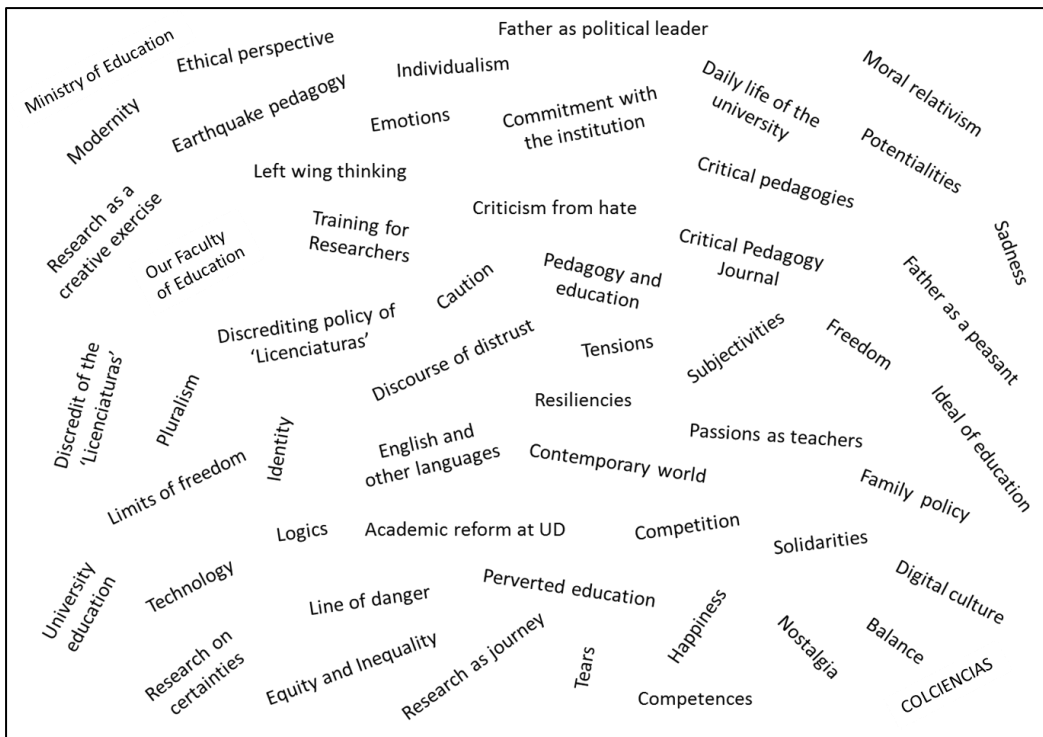 Father as political leader
Ministry of Education
Ethical perspective
Individualism
Moral relativism
Daily life of the
university
Modernity
Earthquake pedagogy
Emotions
Commitment with
the institution
Potentialities
Left wing thinking
Critical pedagogies
Research as a
creative exercise
Our Faculty
of Education
Training for
Researchers
Criticism from hate
Critical Pedagogy
Journal
Sadness
Caution
Pedagogy and
education
Father as a peasant
Discrediting policy of
‘Licenciaturas’
Discourse of distrust
Tensions
Subjectivities
Freedom
Discredit of the
‘Licenciaturas’
Pluralism
Identity
Resiliencies
Ideal of education
English and
other languages
Passions as teachers
Contemporary world
Limits of freedom
Family policy
Logics
Academic reform at UD
Competition
Solidarities
University
education
Technology
Line of danger
Perverted education
Digital culture
Research on
certainties
Equity and Inequality
Research as journey
Tears
Happiness
Nostalgia
Balance
Competences
COLCIENCIAS